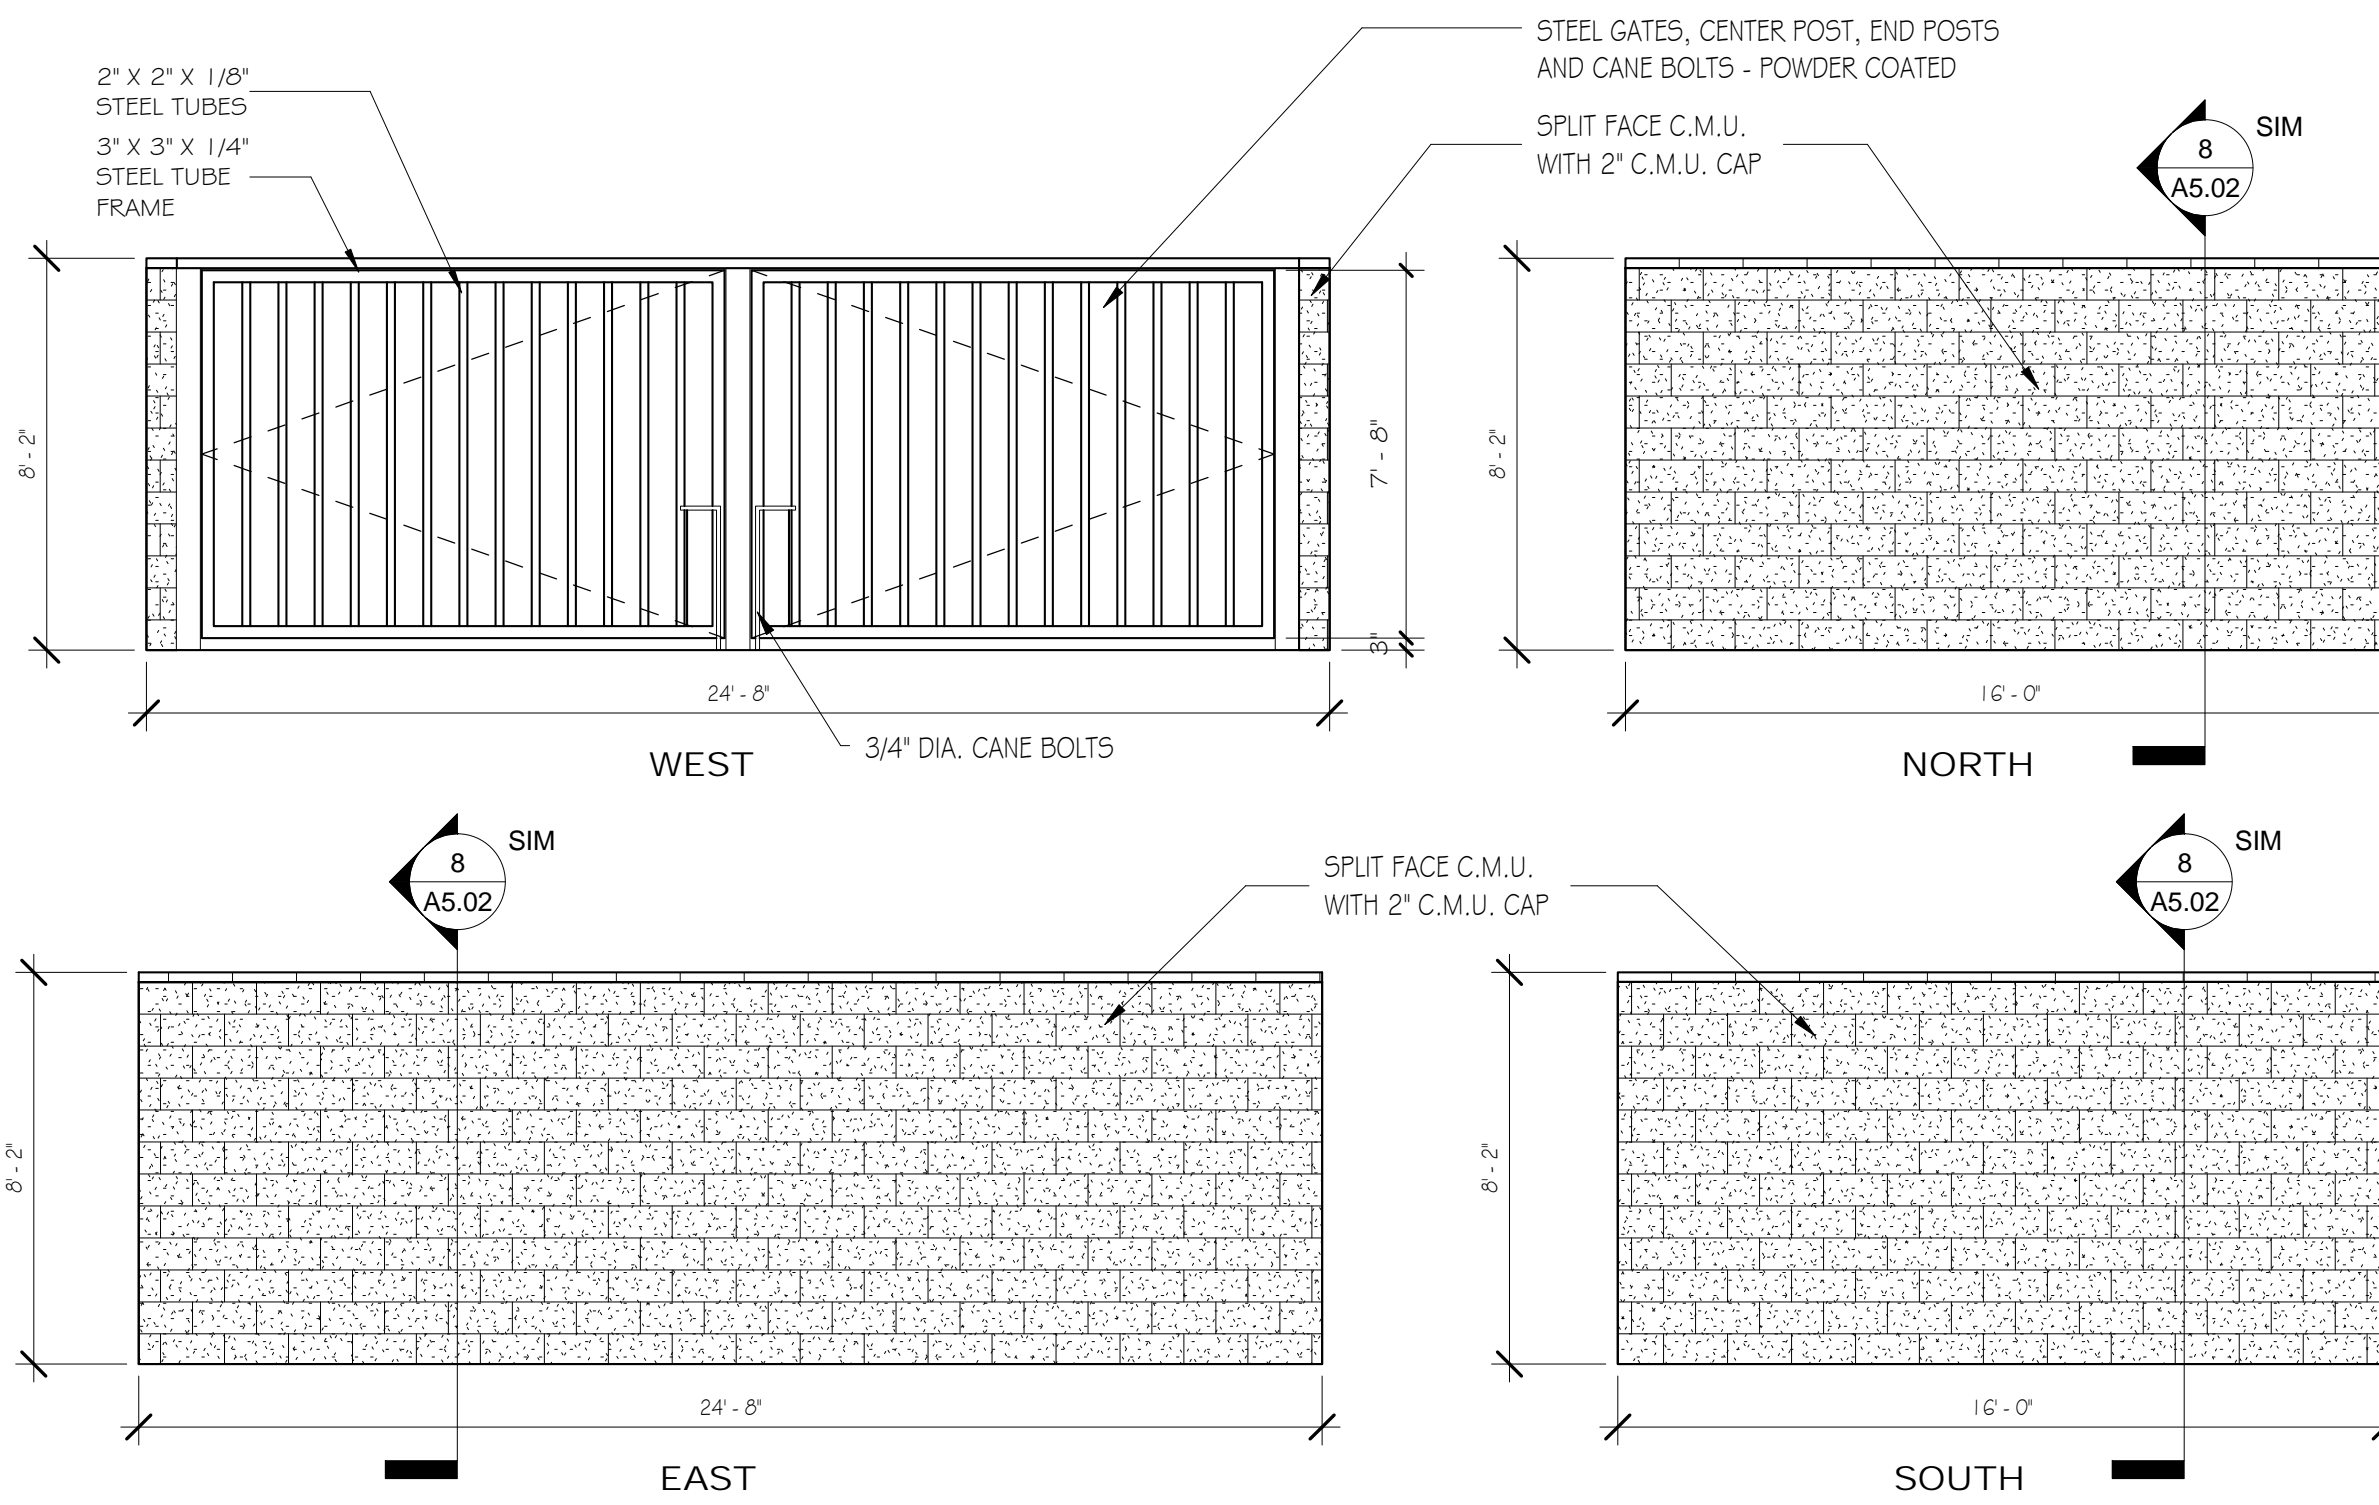 STEEL GATES, CENTER POST, END POSTS
AND CANE BOLTS - POWDER COATED
2" X 2" X 1/8"
STEEL TUBES
3" X 3" X 1/4"
STEEL TUBE
FRAME
SPLIT FACE C.M.U.
WITH 2" C.M.U. CAP
8
A5.02
SIM
8' - 2"
7' - 8"
3"
24' - 8"
3/4" DIA. CANE BOLTS
WEST
8' - 2"
16' - 0"
NORTH
8
A5.02
SIM
SPLIT FACE C.M.U.
WITH 2" C.M.U. CAP
8
A5.02
SIM
8' - 2"
24' - 8"
EAST
8' - 2"
16' - 0"
SOUTH